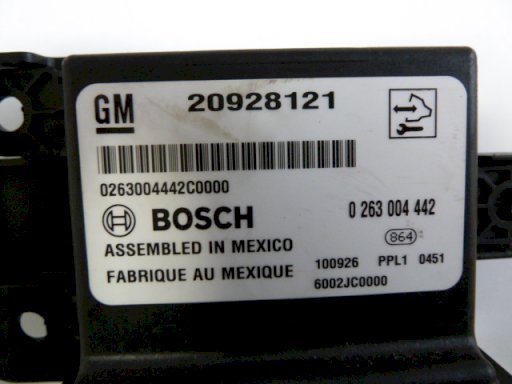 GM 20928121
0263004442C0000
BOSCH 0 263 004 442
ASSEMBLED IN MEXICO 864
FABRIQUE AU MEXIQUE 100926 PPL1 0451
6002JC0000